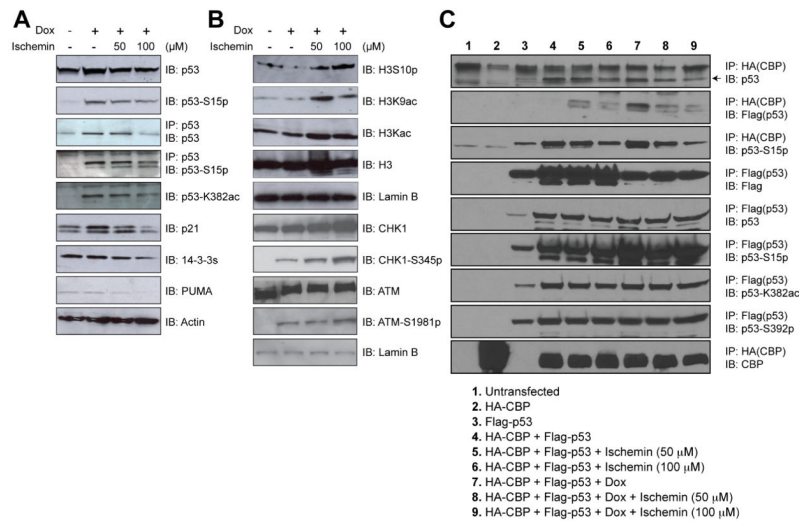 A
Dox - + + +
Ischemin - - 50 100 (µM)
IB: p53
IB: p53-S15p
IP: p53
IB: p53
IP: p53
IB: p53-S15p
IB: p53-K382ac
IB: p21
IB: 14-3-3s
IB: PUMA
IB: Actin
B
Dox - + + +
Ischemin - - 50 100 (µM)
IB: H3S10p
IB: H3K9ac
IB: H3Kac
IB: H3
IB: Lamin B
IB: CHK1
IB: CHK1-S345p
IB: ATM
IB: ATM-S1981p
IB: Lamin B
C
1 2 3 4 5 6 7 8 9
IP: HA(CBP)
IB: p53
IP: HA(CBP)
IB: Flag(p53)
IP: HA(CBP)
IB: p53-S15p
IP: Flag(p53)
IB: Flag
IP: Flag(p53)
IB: p53
IP: Flag(p53)
IB: p53-S15p
IP: Flag(p53)
IB: p53-K382ac
IP: Flag(p53)
IB: p53-S392p
IP: HA(CBP)
IB: CBP
1. Untransfected
2. HA-CBP
3. Flag-p53
4. HA-CBP + Flag-p53
5. HA-CBP + Flag-p53 + Ischemin (50 µM)
6. HA-CBP + Flag-p53 + Ischemin (100 µM)
7. HA-CBP + Flag-p53 + Dox
8. HA-CBP + Flag-p53 + Dox + Ischemin (50 µM)
9. HA-CBP + Flag-p53 + Dox + Ischemin (100 µM)